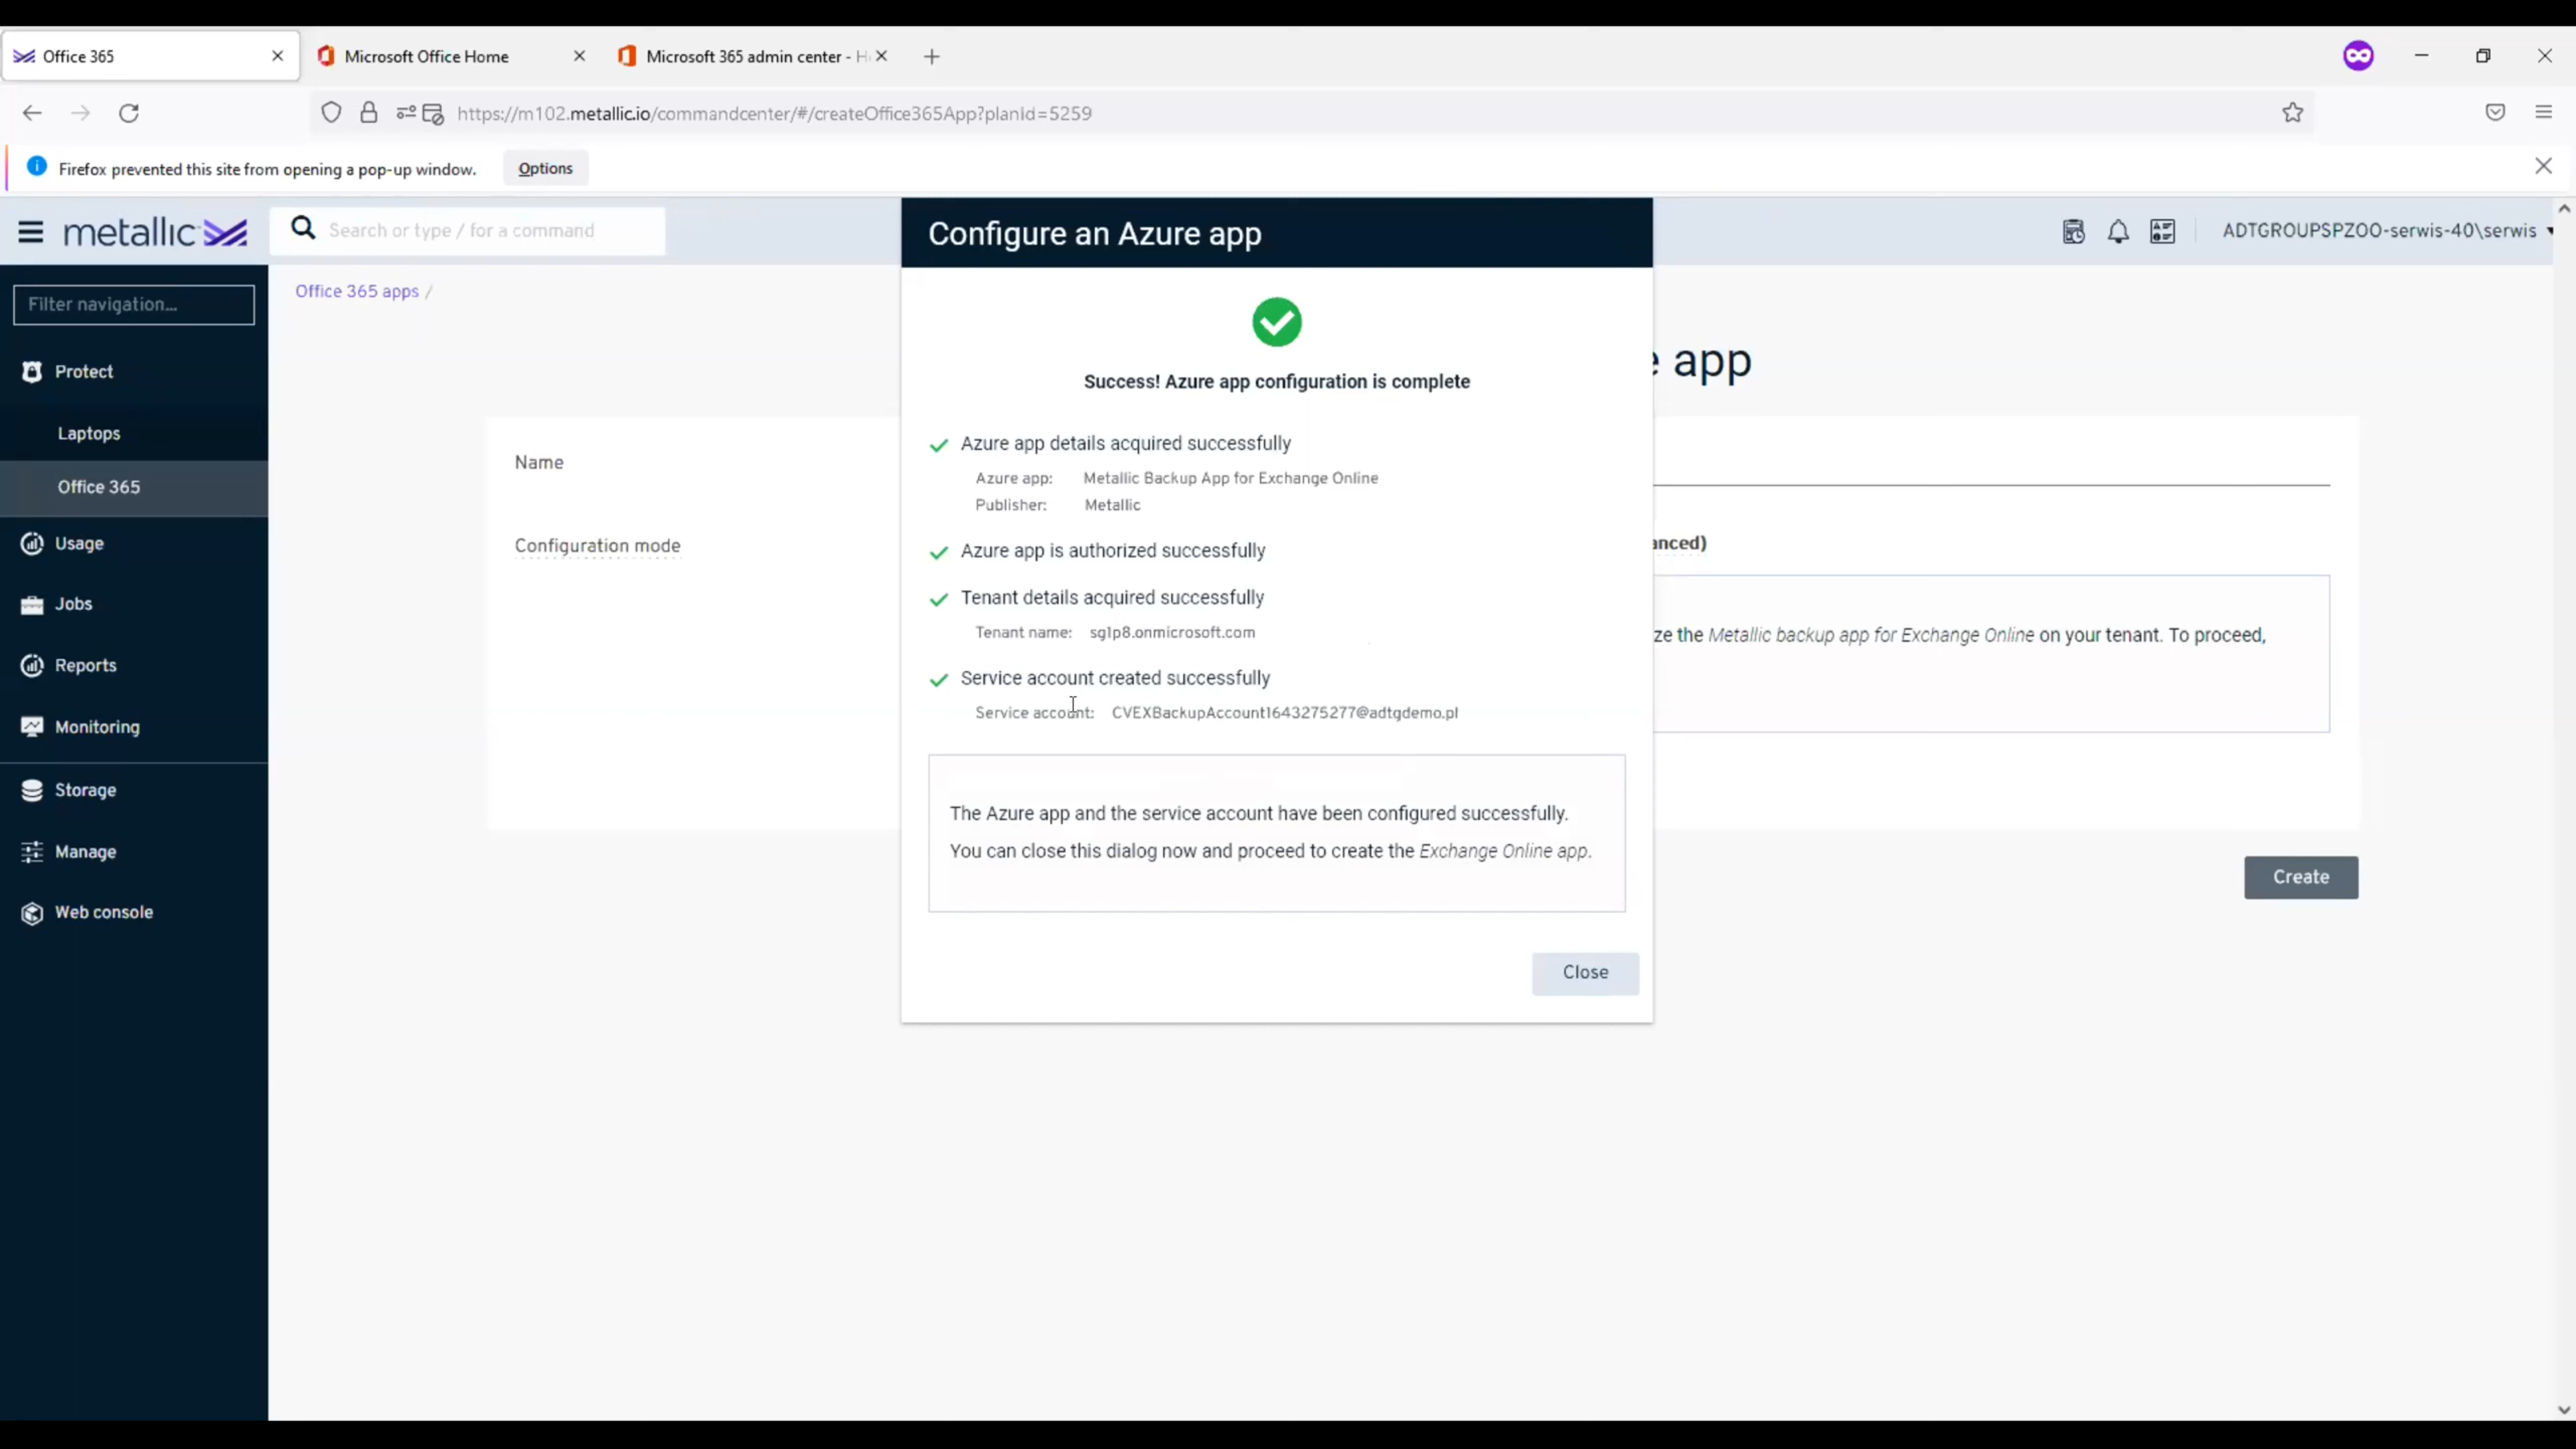 Office 365
Microsoft Office Home
Microsoft 365 admin center - H
https://m102.metallic.io/commandcenter/#/createOffice365App?planId=5259
Firefox prevented this site from opening a pop-up window.
Options
metallic
Search or type / for a command
ADTGROUPSPZOO-serwis-40\serwis
Filter navigation...
Protect
Laptops
Office 365
Usage
Jobs
Reports
Monitoring
Storage
Manage
Web console
Office 365 apps /
app
Name
Configuration mode
anced)
ze the Metallic backup app for Exchange Online on your tenant. To proceed,
Create
Configure an Azure app
Success! Azure app configuration is complete
Azure app details acquired successfully
Azure app: Metallic Backup App for Exchange Online
Publisher: Metallic
Azure app is authorized successfully
Tenant details acquired successfully
Tenant name: sg1p8.onmicrosoft.com
Service account created successfully
Service account: CVEXBackupAccount1643275277@adtgdemo.pl
The Azure app and the service account have been configured successfully.
You can close this dialog now and proceed to create the Exchange Online app.
Close